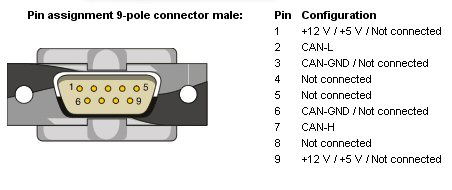 Pin assignment 9-pole connector male:
Pin Configuration
1 +12 V / +5 V / Not connected
2 CAN-L
3 CAN-GND / Not connected
4 Not connected
5 Not connected
6 CAN-GND / Not connected
7 CAN-H
8 Not connected
9 +12 V / +5 V / Not connected
1 5
6 9